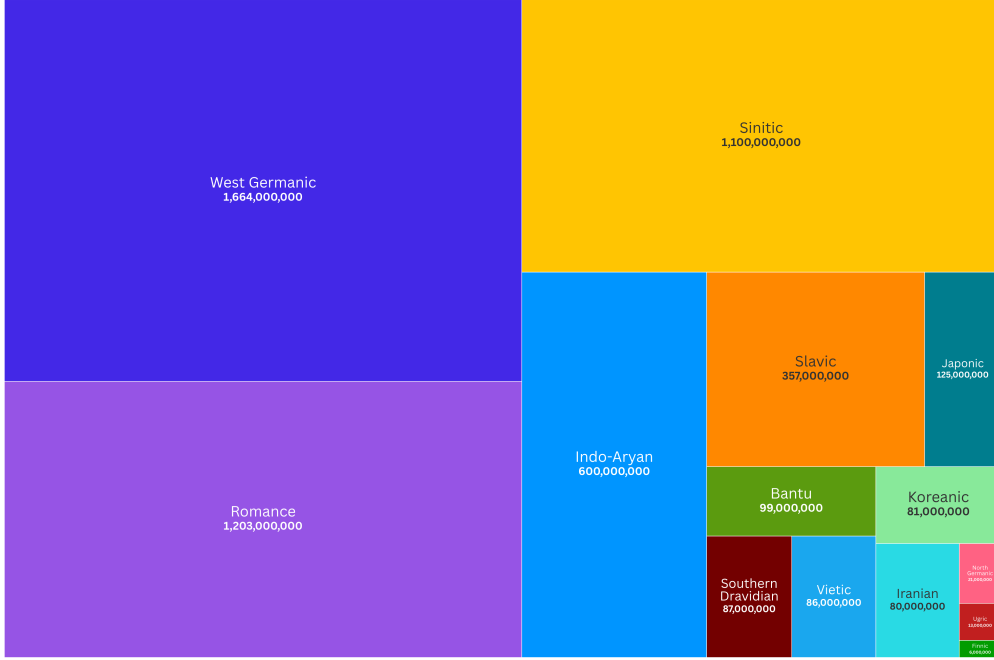 West Germanic
1,664,000,000
Sinitic
1,100,000,000
Romance
1,203,000,000
Indo-Aryan
600,000,000
Slavic
357,000,000
Japonic
125,000,000
Bantu
99,000,000
Koreanic
81,000,000
Southern
Dravidian
87,000,000
Vietic
86,000,000
Iranian
80,000,000
North
Germanic
Ugric
Finnic